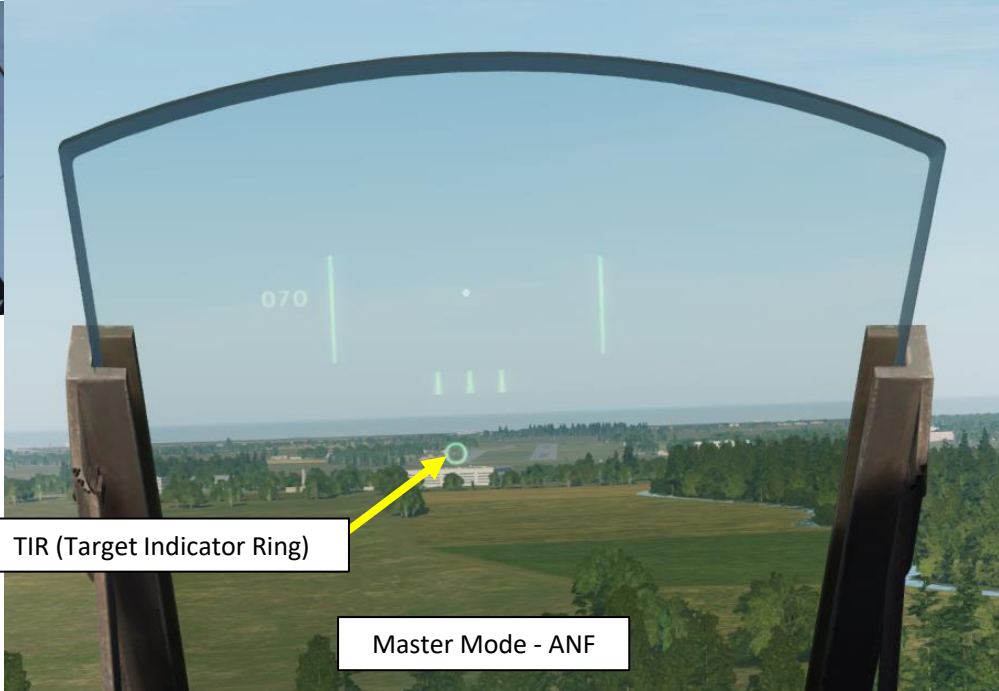 070
TIR (Target Indicator Ring)
Master Mode - ANF